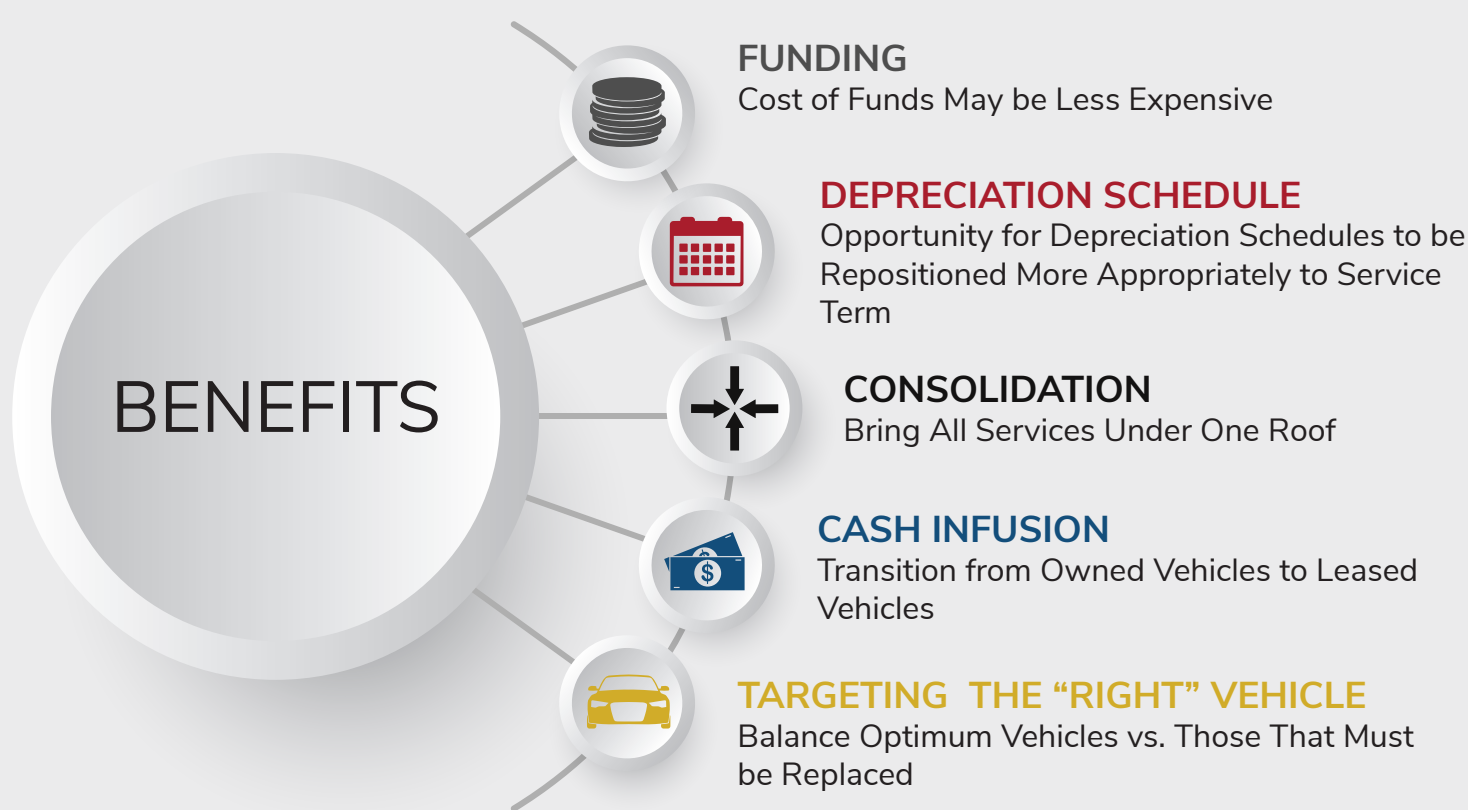 BENEFITS
FUNDING
Cost of Funds May be Less Expensive
DEPRECIATION SCHEDULE
Opportunity for Depreciation Schedules to be
Repositioned More Appropriately to Service
Term
CONSOLIDATION
Bring All Services Under One Roof
CASH INFUSION
Transition from Owned Vehicles to Leased
Vehicles
TARGETING  THE “RIGHT” VEHICLE
Balance Optimum Vehicles vs. Those That Must
be Replaced